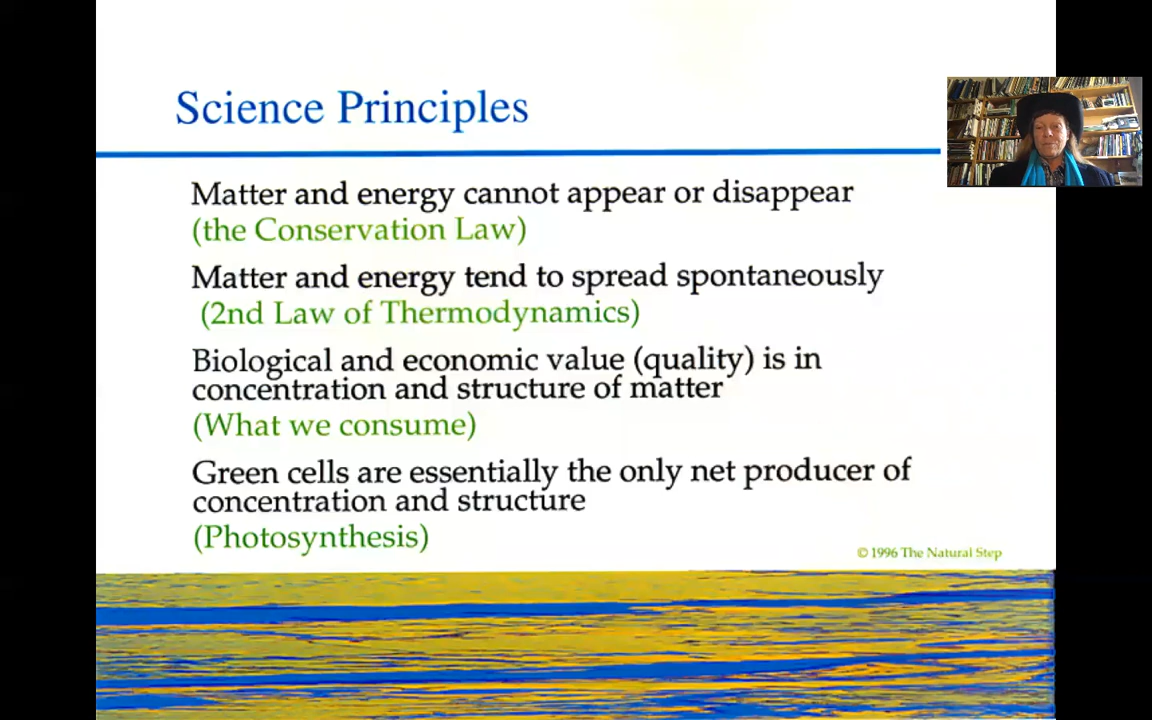 Science Principles
Matter and energy cannot appear or disappear
(the Conservation Law)
Matter and energy tend to spread spontaneously
(2nd Law of Thermodynamics)
Biological and economic value (quality) is in
concentration and structure of matter
(What we consume)
Green cells are essentially the only net producer of
concentration and structure
(Photosynthesis)
© 1996 The Natural Step